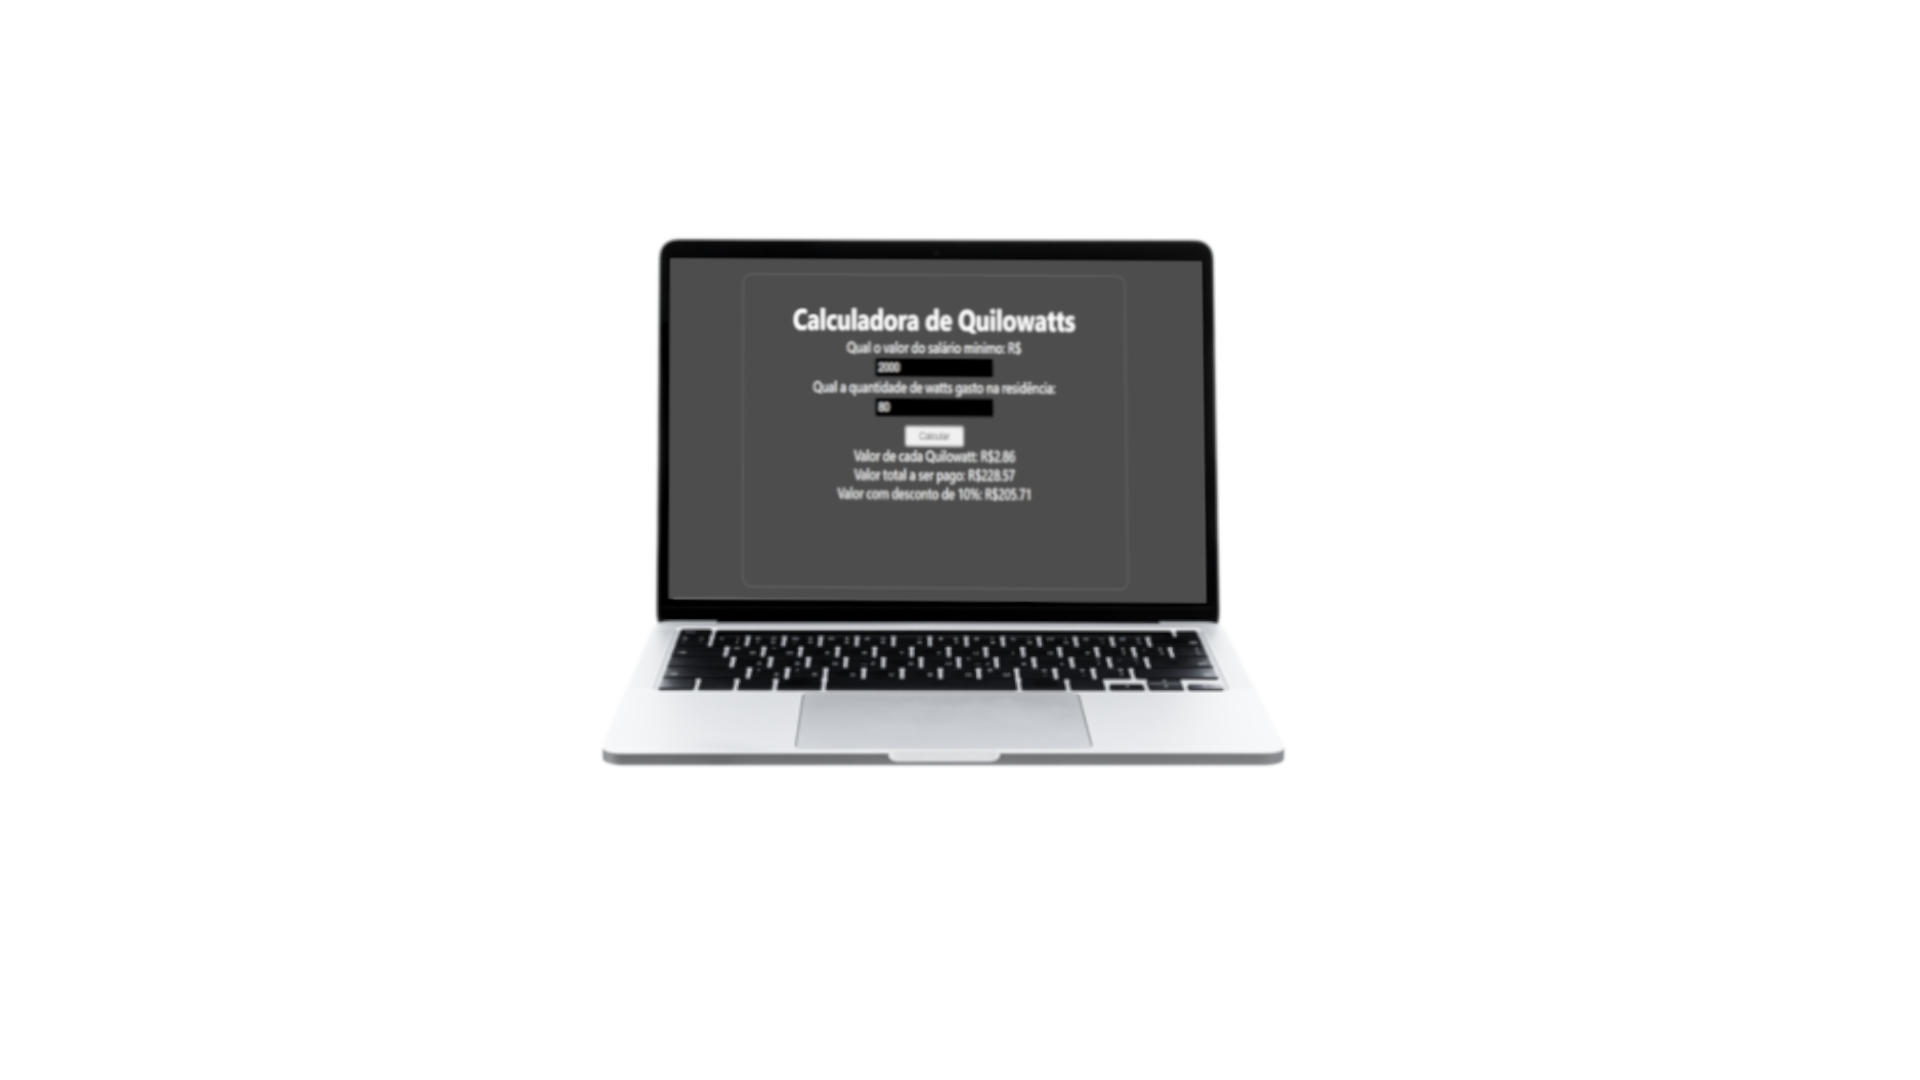 Calculadora de Quilowatts
Qual o valor do salário mínimo: R$
2000
Qual a quantidade de watts gasto na residência:
80
Calcular
Valor de cada Quilowatt: R$2.86
Valor total a ser pago: R$228.57
Valor com desconto de 10%: R$205.71